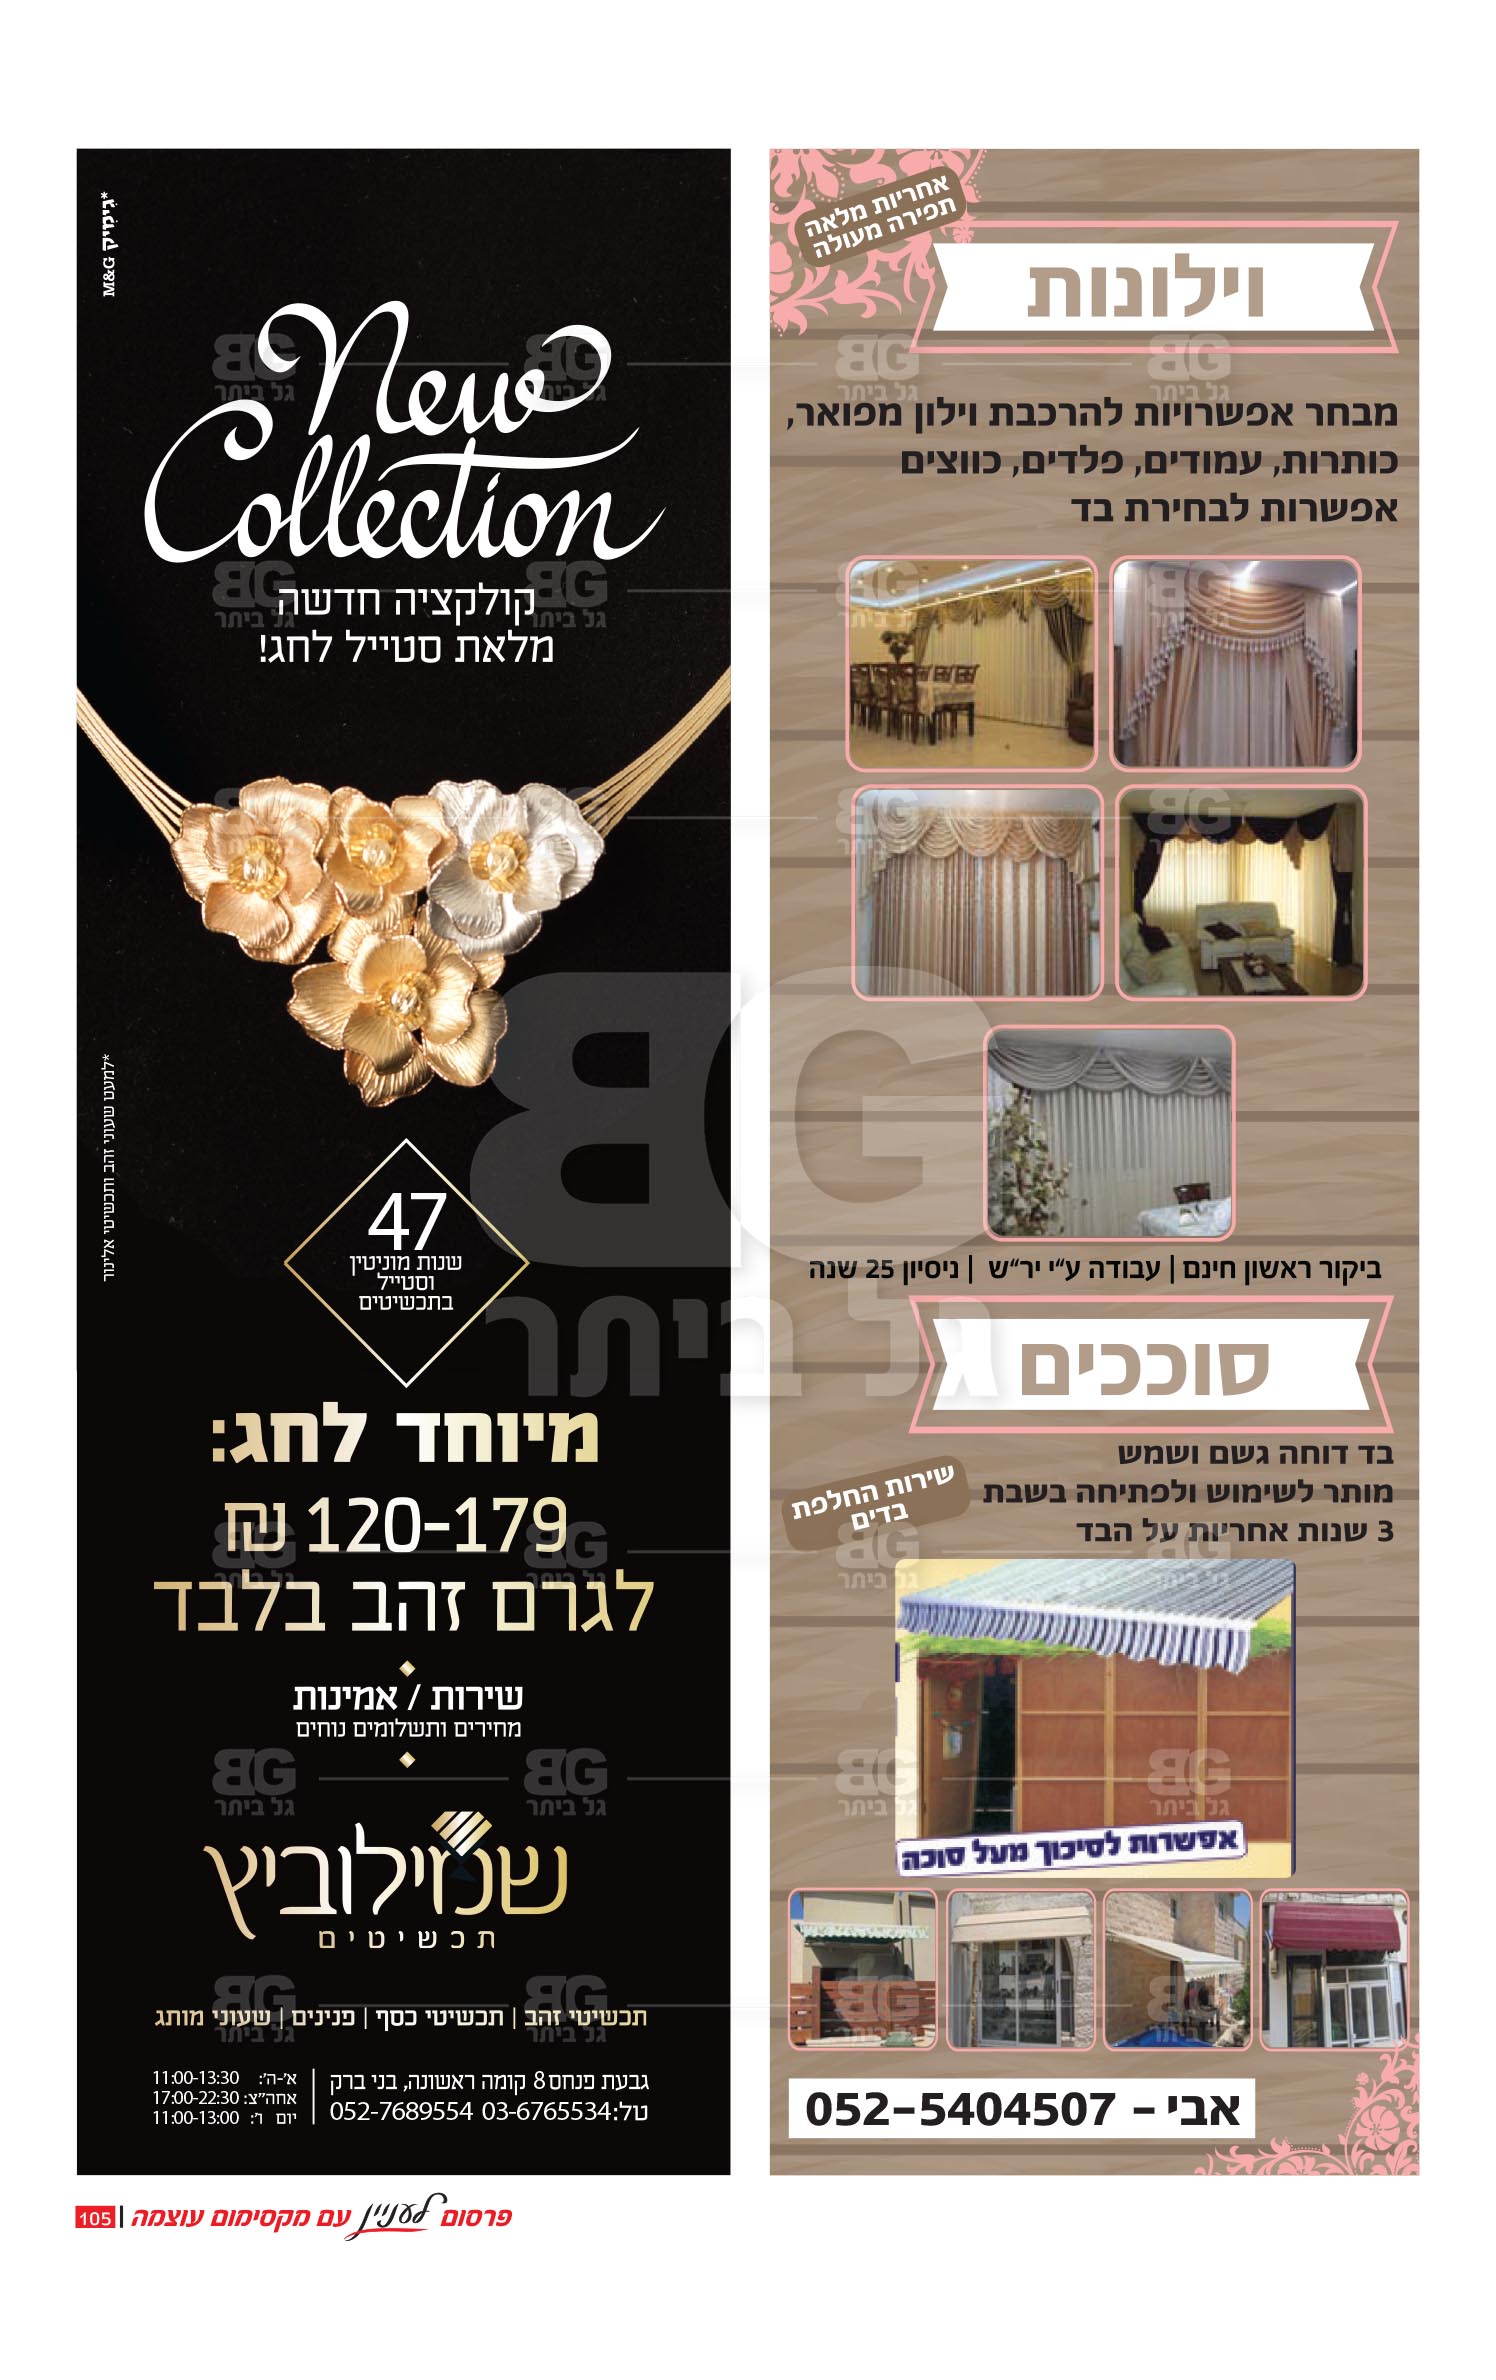 אחריות מלאה
תפירה מעולה
וילונות
מבחר אפשרויות להרכבת וילון מפואר,
כותרות, עמודים, פלדים, כווצים
אפשרות לבחירת בד
ביקור ראשון חינם | עבודה ע״י יר״ש | ניסיון 25 שנה
סוככים
בד דוחה גשם ושמש
מותר לשימוש ולפתיחה בשבת
3 שנות אחריות על הבד
שירות החלפת
בדים
אפשרות לסיכוך מעל סוכה
אבי - 052-5404507
M&G גימיק*
New
Collection
קולקציה חדשה
מלאת סטייל לחג!
*למעט שעוני זהב ותכשיטי אליעור
47
שנות מוניטין
וסטייל
בתכשיטים
מיוחד לחג:
120-179 ₪
לגרם זהב בלבד
שירות / אמינות
מחירים ותשלומים נוחים
שמילוביץ
תכשיטים
תכשיטי זהב | תכשיטי כסף | פנינים | שעוני מותג
גבעת פנחס 8 קומה ראשונה, בני ברק
טל: 03-6765534 052-7689554
א׳-ה׳: 11:00-13:30
אחה״צ: 17:00-22:30
יום ו׳: 11:00-13:00
פרסום לעניין עם מקסימום עוצמה | 105
BG
גל ביתר